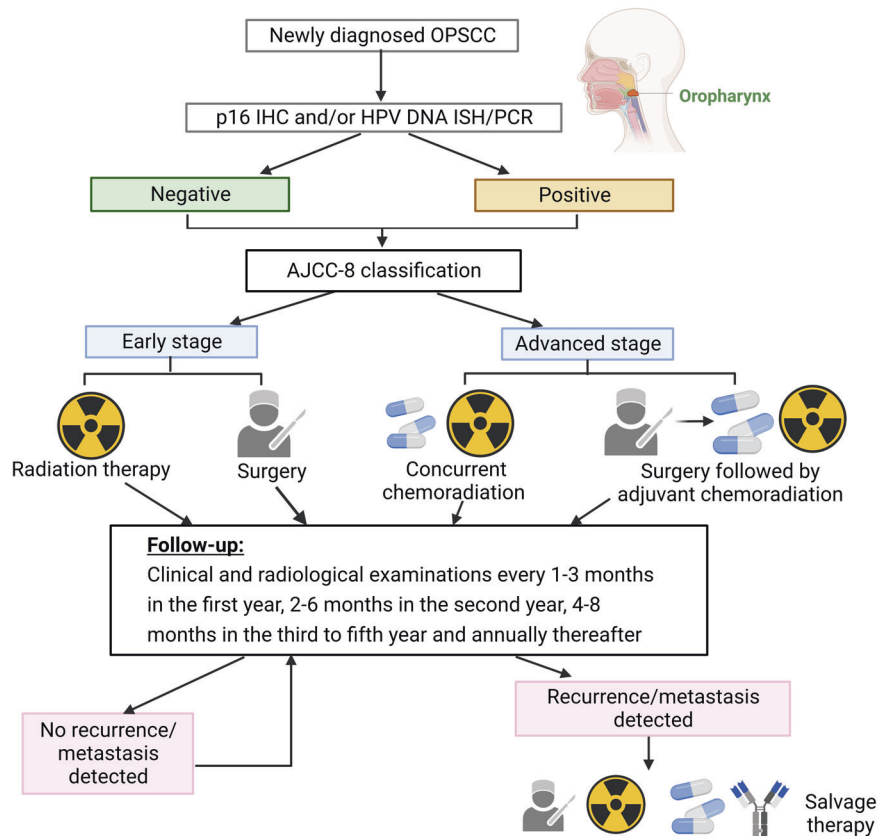 Newly diagnosed OPSCC
Oropharynx
p16 IHC and/or HPV DNA ISH/PCR
Negative
Positive
AJCC-8 classification
Early stage
Advanced stage
Radiation therapy
Surgery
Concurrent
chemoradiation
Surgery followed by
adjuvant chemoradiation
Follow-up:
Clinical and radiological examinations every 1-3 months
in the first year, 2-6 months in the second year, 4-8
months in the third to fifth year and annually thereafter
No recurrence/
metastasis
detected
Recurrence/metastasis
detected
Salvage
therapy